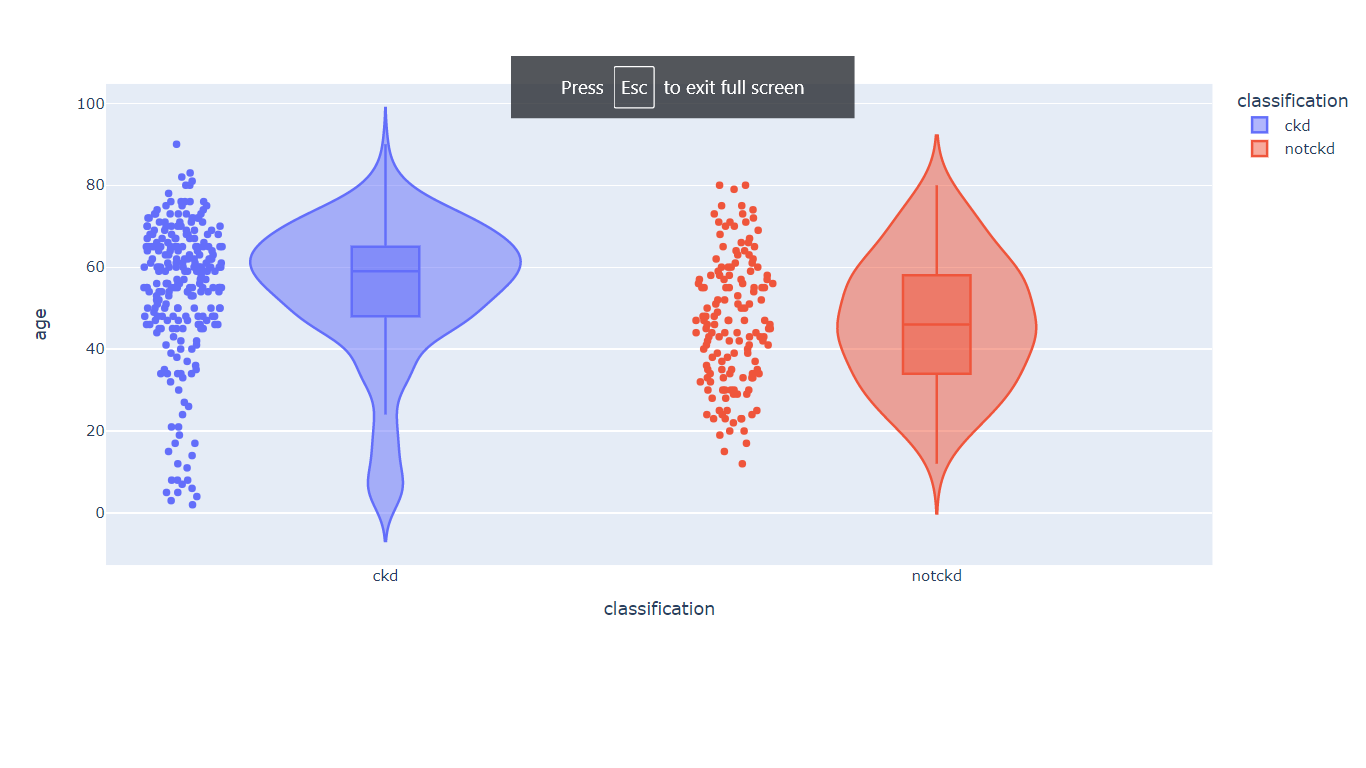 Press Esc to exit full screen
classification
ckd
notckd
100
80
60
40
20
0
age
ckd
notckd
classification